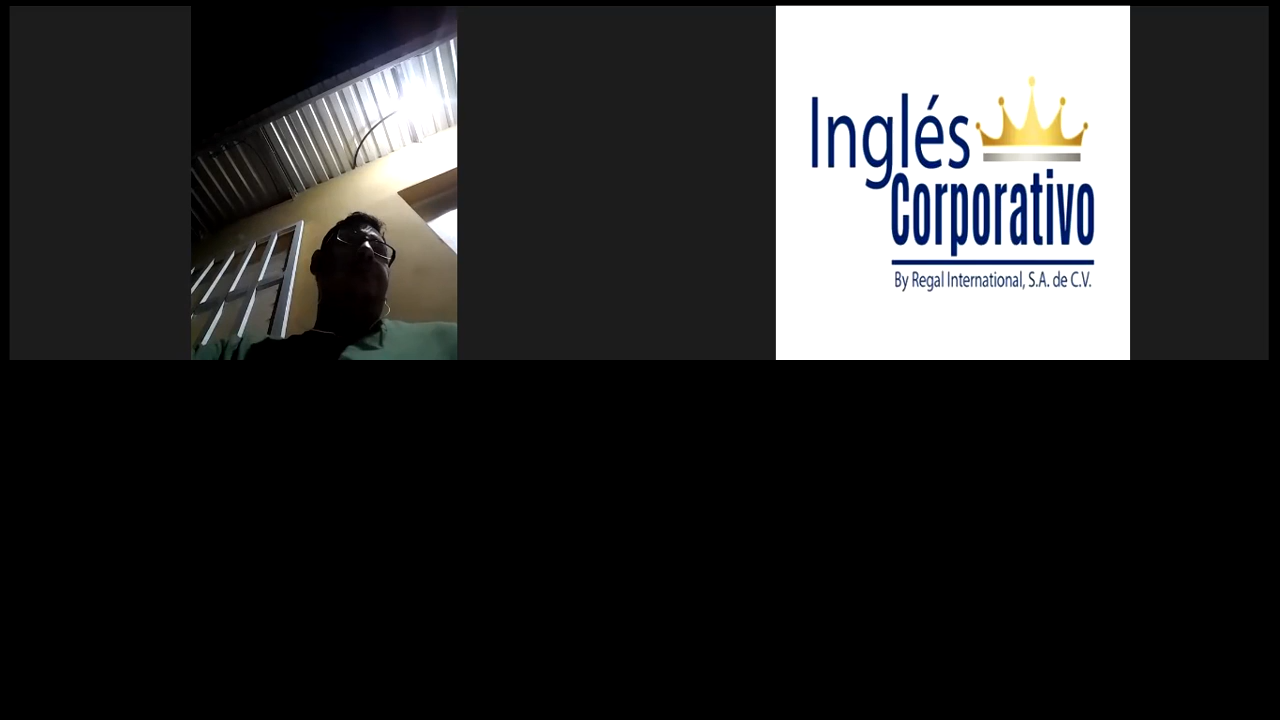 Inglés
Corporativo
By Regal International, S.A. de C.V.